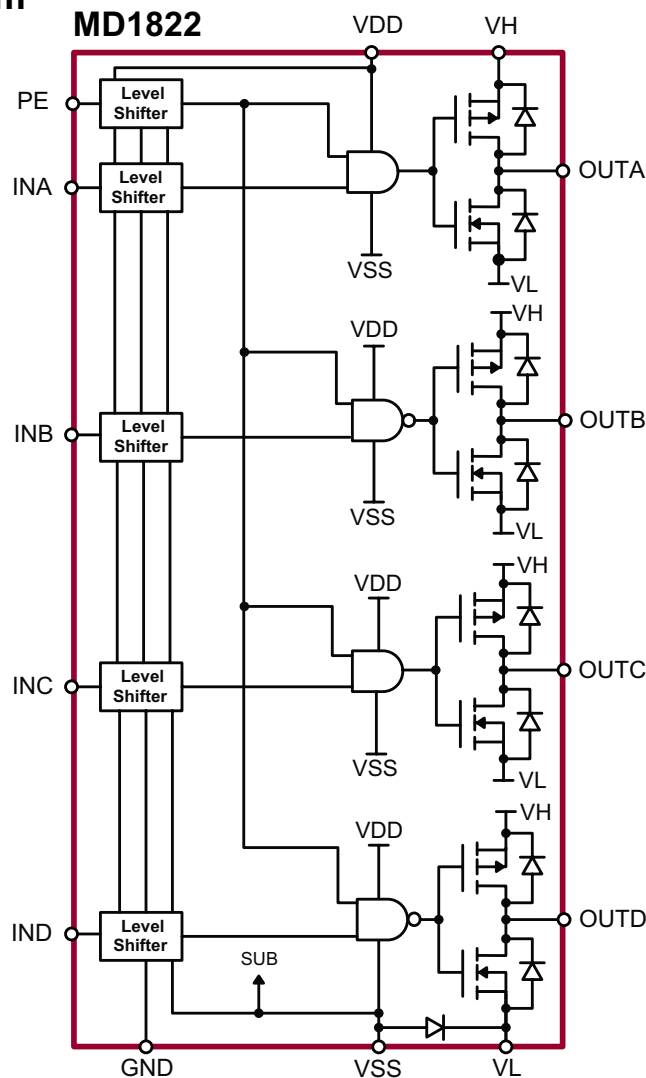 MD1822
VDD
VH
PE
Level
Shifter
INA
Level
Shifter
OUTA
VSS
VL
VH
VDD
INB
Level
Shifter
OUTB
VSS
VL
VH
VDD
INC
Level
Shifter
OUTC
VSS
VL
VH
VDD
IND
Level
Shifter
OUTD
SUB
GND
VSS
VL